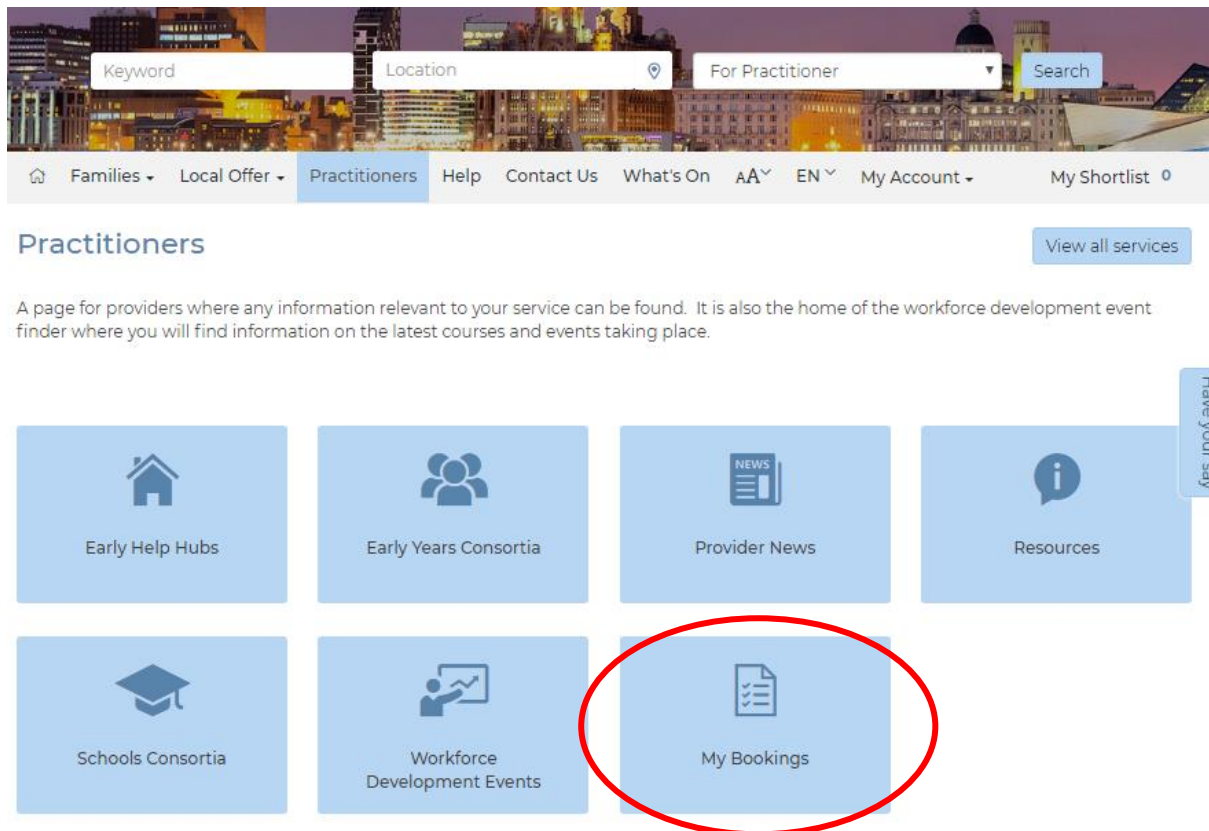 Keyword
Location
For Practitioner
Search
Families
Local Offer
Practitioners
Help
Contact Us
What's On
AA
EN
My Account
My Shortlist 0
Practitioners
View all services
A page for providers where any information relevant to your service can be found. It is also the home of the workforce development event
finder where you will find information on the latest courses and events taking place.
Have your say
NEWS
Early Help Hubs
Early Years Consortia
Provider News
Resources
Schools Consortia
Workforce
Development Events
My Bookings